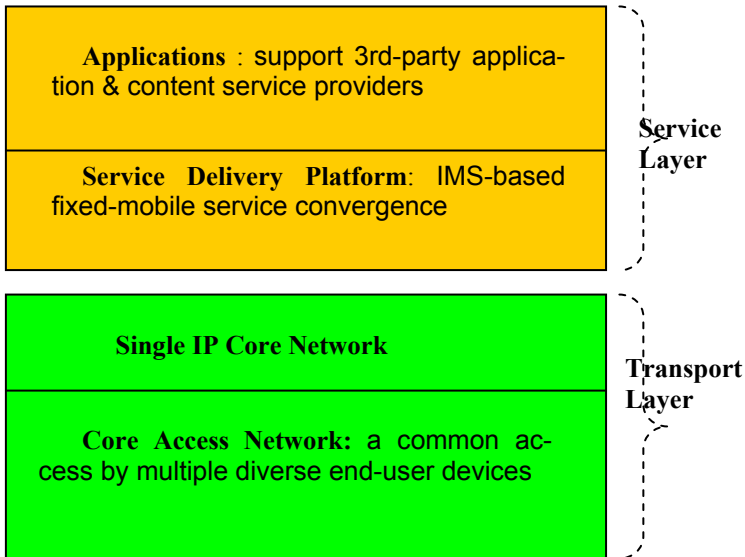 Applications : support 3rd-party applica-
tion & content service providers
Service Delivery Platform: IMS-based
fixed-mobile service convergence
Service
Layer
Single IP Core Network
Core Access Network: a common ac-
cess by multiple diverse end-user devices
Transport
Layer